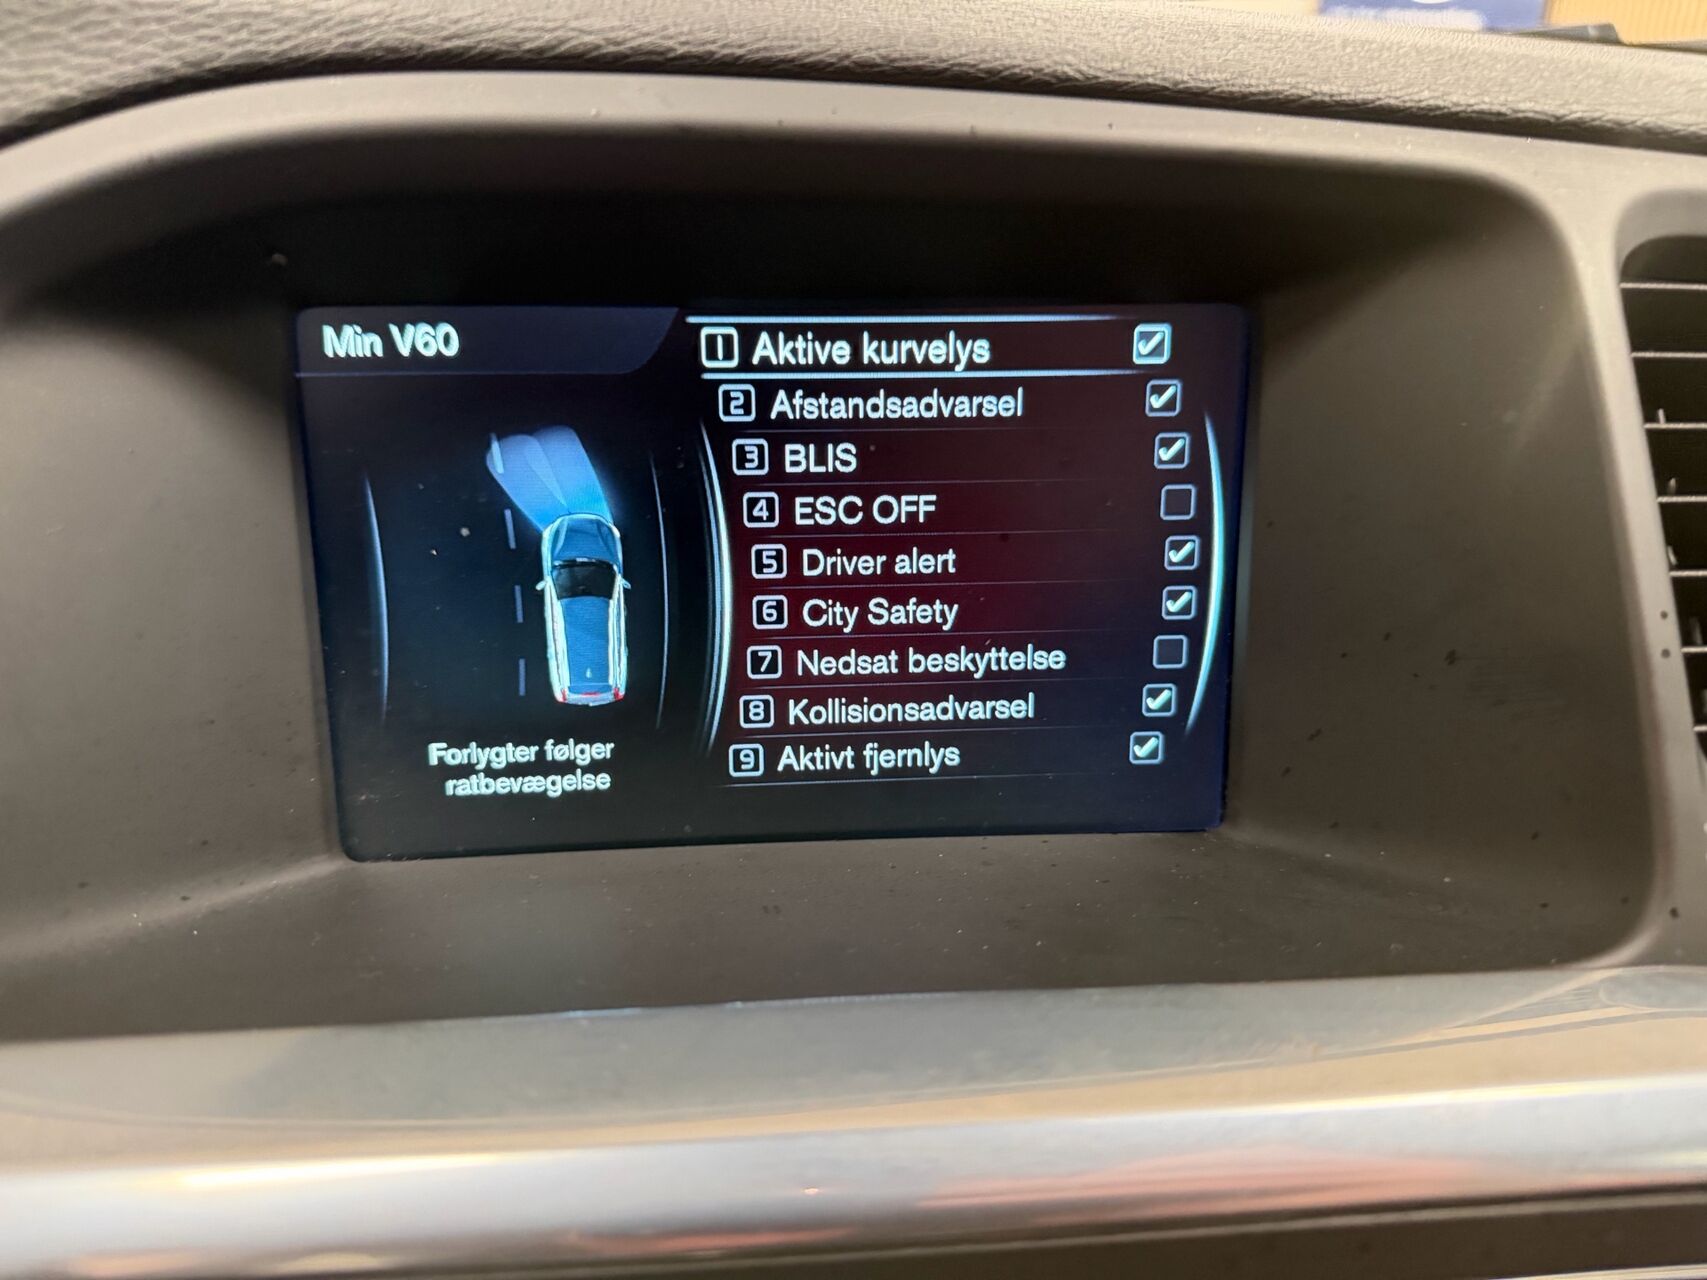 Min V60
1 Aktive kurvelys
2 Afstandsadvarsel
3 BLIS
4 ESC OFF
5 Driver alert
6 City Safety
7 Nedsat beskyttelse
8 Kollisionsadvarsel
9 Aktivt fjernlys
Forlygter følger
ratbevægelse